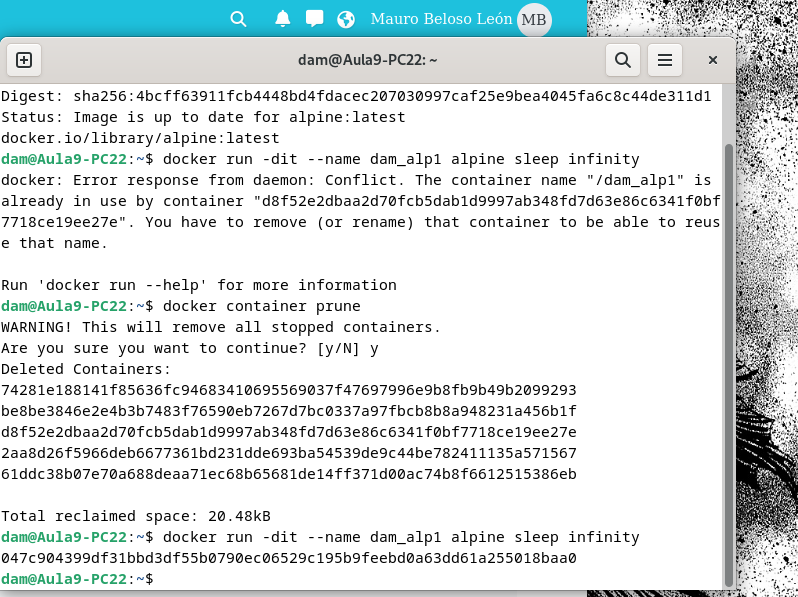 Mauro Beloso León MB
dam@Aula9-PC22: ~
Digest: sha256:4bcff63911fcb4448bd4fdacec207030997caf25e9bea4045fa6c8c44de311d1
Status: Image is up to date for alpine:latest
docker.io/library/alpine:latest
dam@Aula9-PC22:~$ docker run -dit --name dam_alp1 alpine sleep infinity
docker: Error response from daemon: Conflict. The container name "/dam_alp1" is
already in use by container "d8f52e2dbaa2d70fcb5dab1d9997ab348fd7d63e86c6341f0bf
7718ce19ee27e". You have to remove (or rename) that container to be able to reus
e that name.
Run 'docker run --help' for more information
dam@Aula9-PC22:~$ docker container prune
WARNING! This will remove all stopped containers.
Are you sure you want to continue? [y/N] y
Deleted Containers:
74281e188141f85636fc94683410695569037f47697996e9b8fb9b49b2099293
be8be3846e2e4b3b7483f76590eb7267d7bc0337a97fbcb8b8a948231a456b1f
d8f52e2dbaa2d70fcb5dab1d9997ab348fd7d63e86c6341f0bf7718ce19ee27e
2aa8d26f5966deb6677361bd231dde693ba54539de9c44be782411135a571567
61ddc38b07e70a688deaa71ec68b65681de14ff371d00ac74b8f6612515386eb
Total reclaimed space: 20.48kB
dam@Aula9-PC22:~$ docker run -dit --name dam_alp1 alpine sleep infinity
047c904399df31bbd3df55b0790ec06529c195b9feebd0a63dd61a255018baa0
dam@Aula9-PC22:~$